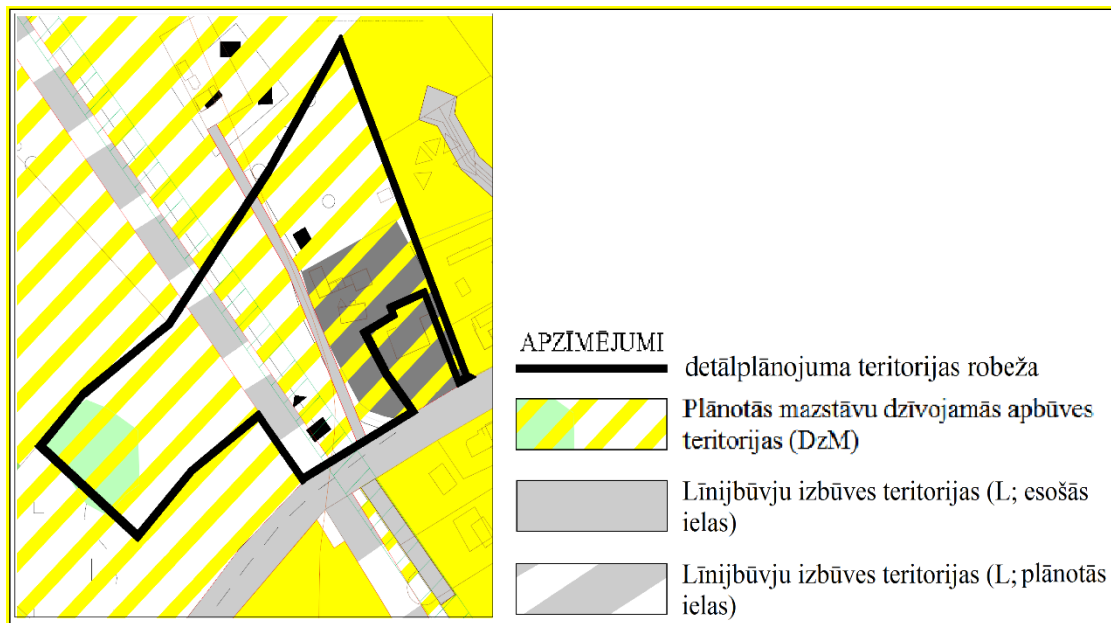 APZĪMĒJUMI
detálplānojuma teritorijas robeža
Plānotās mazstāvu dzīvojamās apbūves
teritorijas (DzM)
Līnijbūvju izbūves teritorijas (L; esošās
ielas)
Līnijbūvju izbūves teritorijas (L; plānotās
ielas)